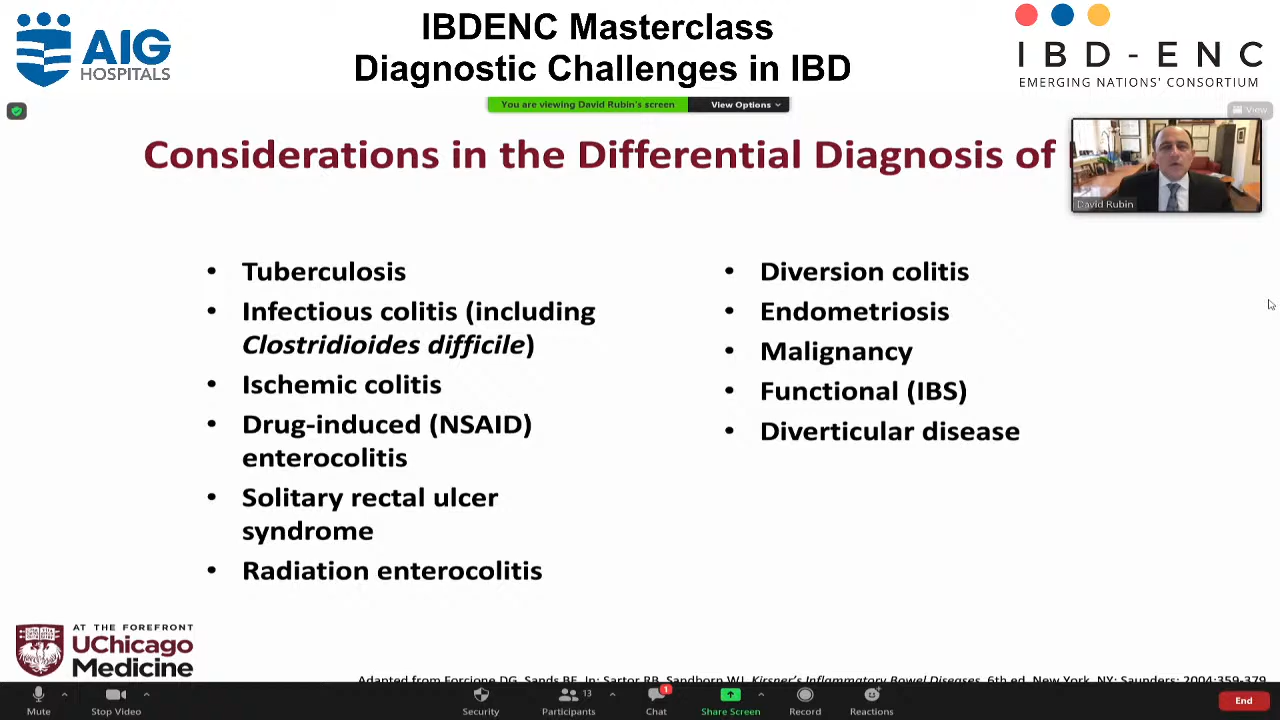 AIG
HOSPITALS
IBDENC Masterclass
Diagnostic Challenges in IBD
IBD-ENC
EMERGING NATIONS' CONSORTIUM
You are viewing David Rubin's screen
View Options
View
Considerations in the Differential Diagnosis of
David Rubin
• Tuberculosis
• Infectious colitis (including
Clostridioides difficile)
• Ischemic colitis
• Drug-induced (NSAID)
enterocolitis
• Solitary rectal ulcer
syndrome
• Radiation enterocolitis
• Diversion colitis
• Endometriosis
• Malignancy
• Functional (IBS)
• Diverticular disease
AT THE FOREFRONT
UChicago
Medicine
Adapted from Forcione DG, Sands BE. In: Sartor RB, Sandborn WJ. Kirsner's Inflammatory Bowel Diseases. 6th ed. New York, NY: Saunders; 2004:359-379.
Mute
Stop Video
Security
13
Participants
1
Chat
Share Screen
Record
Reactions
End